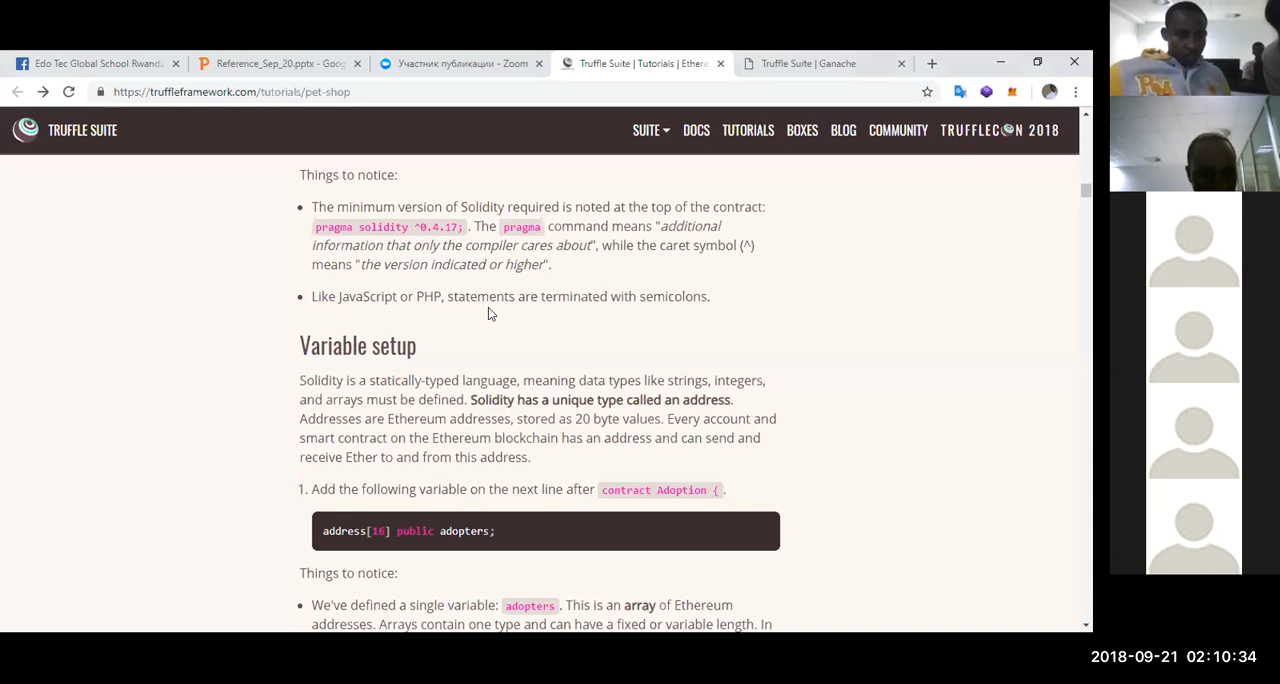 Edo Tec Global School Rwand
Reference_Sep_20.pptx - Goog
Участник публикации - Zoom
Truffle Suite | Tutorials | Ethere
Truffle Suite | Ganache
https://truffleframework.com/tutorials/pet-shop
TRUFFLE SUITE
SUITE DOCS TUTORIALS BOXES BLOG COMMUNITY TRUFFLECON 2018
Things to notice:
The minimum version of Solidity required is noted at the top of the contract:
pragma solidity ^0.4.17; . The pragma command means "additional
information that only the compiler cares about", while the caret symbol (^)
means "the version indicated or higher".
Like JavaScript or PHP, statements are terminated with semicolons.
Variable setup
Solidity is a statically-typed language, meaning data types like strings, integers,
and arrays must be defined. Solidity has a unique type called an address.
Addresses are Ethereum addresses, stored as 20 byte values. Every account and
smart contract on the Ethereum blockchain has an address and can send and
receive Ether to and from this address.
1. Add the following variable on the next line after contract Adoption { .
address[16] public adopters;
Things to notice:
We've defined a single variable: adopters . This is an array of Ethereum
addresses. Arrays contain one type and can have a fixed or variable length. In
2018-09-21 02:10:34